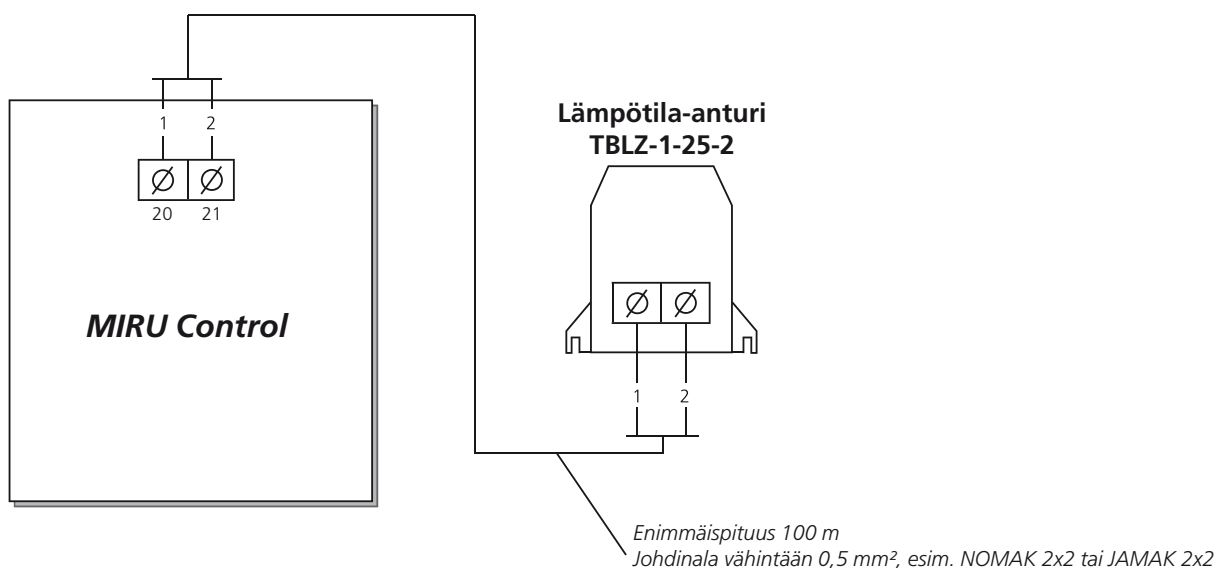 1 2
20 21
MIRU Control
Lämpötila-anturi
TBLZ-1-25-2
1 2
Enimmäispituus 100 m
Johdinala vähintään 0,5 mm², esim. NOMAK 2x2 tai JAMAK 2x2